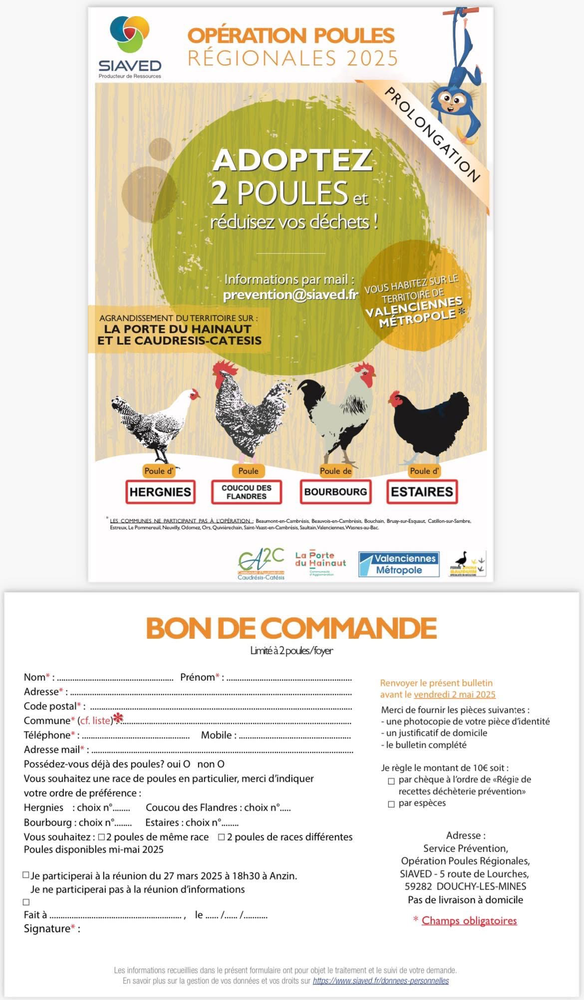 SIAVED
Producteur de Ressources
OPÉRATION POULES
RÉGIONALES 2025
PROLONGATION
ADOPTEZ
2 POULES et
réduisez vos déchets !
Informations par mail :
prevention@siaved.fr
VOUS HABITEZ SUR LE
TERRITOIRE DE
VALENCIENNES
MÉTROPOLE *
AGRANDISSEMENT DU TERRITOIRE SUR :
LA PORTE DU HAINAUT
ET LE CAUDRESIS-CATESIS
Poule d'
HERGNIES
Poule
COUCOU DES
FLANDRES
Poule de
BOURBOURG
Poule d'
ESTAIRES
* LES COMMUNES NE PARTICIPANT PAS À L'OPÉRATION : Beaumont-en-Cambrésis, Beauvois-en-Cambrésis, Bouchain, Bruay-sur-Esquaut, Catillon-sur-Sambre,
Estreux, Le Pommereuil, Neuvilly, Odomez, Ors, Quivièrechain, Saint-Vaast-en-Cambrésis, Saultain, Valenciennes, Wasnes-au-Bac.
CA2C
Communauté d'Agglomération
Caudrésis-Catésis
La Porte
du Hainaut
Communauté
d'Agglomération
Valenciennes
Métropole
FERME
BAUDUIN
SPÉCIALISTE EN AVICULTURE
BON DE COMMANDE
Limité à 2 poules/foyer
Nom* : .................... Prénom* : ....................
Adresse* : ....................
Code postal* : ....................
Commune* (cf. liste)* : ....................
Téléphone* : .................... Mobile : ....................
Adresse mail* : ....................
Possédez-vous déjà des poules? oui O non O
Vous souhaitez une race de poules en particulier, merci d'indiquer
votre ordre de préférence :
Hergnies : choix n°........ Coucou des Flandres : choix n°.....
Bourbourg : choix n°........ Estaires : choix n°........
Vous souhaitez : ☐ 2 poules de même race ☐ 2 poules de races différentes
Poules disponibles mi-mai 2025
☐ Je participerai à la réunion du 27 mars 2025 à 18h30 à Anzin.
Je ne participerai pas à la réunion d'informations
☐
Fait à .................... , le ...... /...... /...........
Signature* :
Renvoyer le présent bulletin
avant le vendredi 2 mai 2025
Merci de fournir les pièces suivantes :
- une photocopie de votre pièce d'identité
- un justificatif de domicile
- le bulletin complété
Je règle le montant de 10€ soit :
☐ par chèque à l'ordre de «Régie de
recettes déchèterie prévention»
☐ par espèces
Adresse :
Service Prévention,
Opération Poules Régionales,
SIAVED - 5 route de Lourches,
59282 DOUCHY-LES-MINES
Pas de livraison à domicile
* Champs obligatoires
Les informations recueillies dans le présent formulaire ont pour objet le traitement et le suivi de votre demande.
En savoir plus sur la gestion de vos données et vos droits sur https://www.siaved.fr/donnees-personnelles